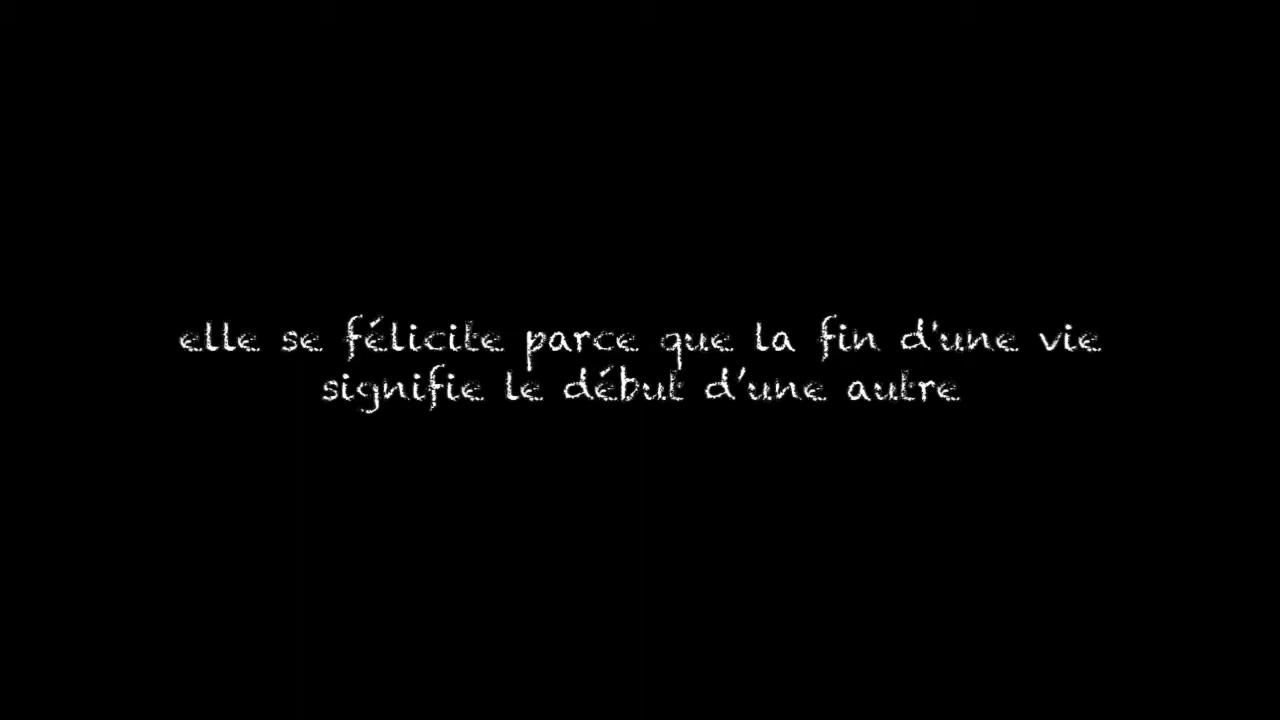 elle se félicite parce que la fin d'une vie
signifie le début d’une autre